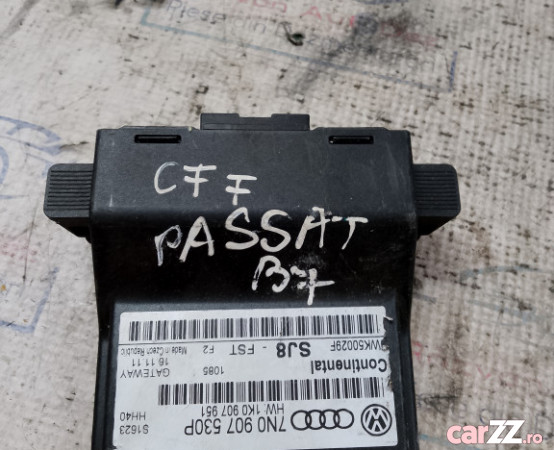 CFF
PASSAT
B7
7N0 907 530P
HW: 1K0 907 951
S1623
HH40
1085
GATEWAY
16.11.11
Made in Czech Republic
Continental
SJ8 - FST F2
5WK50029F
carZZ.ro